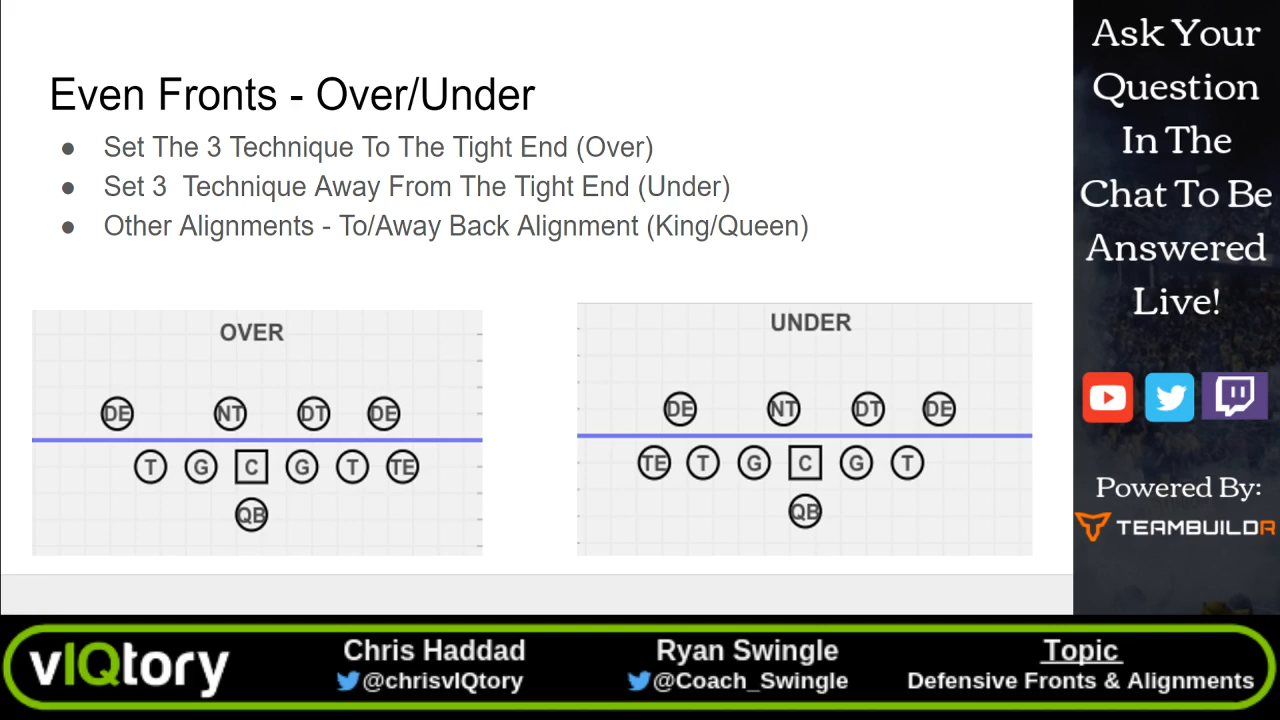 Even Fronts - Over/Under
● Set The 3 Technique To The Tight End (Over)
● Set 3  Technique Away From The Tight End (Under)
● Other Alignments - To/Away Back Alignment (King/Queen)
OVER
DE NT DT DE
T G C G T TE
QB
UNDER
DE NT DT DE
TE T G C G T
QB
Ask Your
Question
In The
Chat To Be
Answered
Live!
Powered By:
TEAMBUILDR
vIQtory
Chris Haddad
@chrisvIQtory
Ryan Swingle
@Coach_Swingle
Topic
Defensive Fronts & Alignments